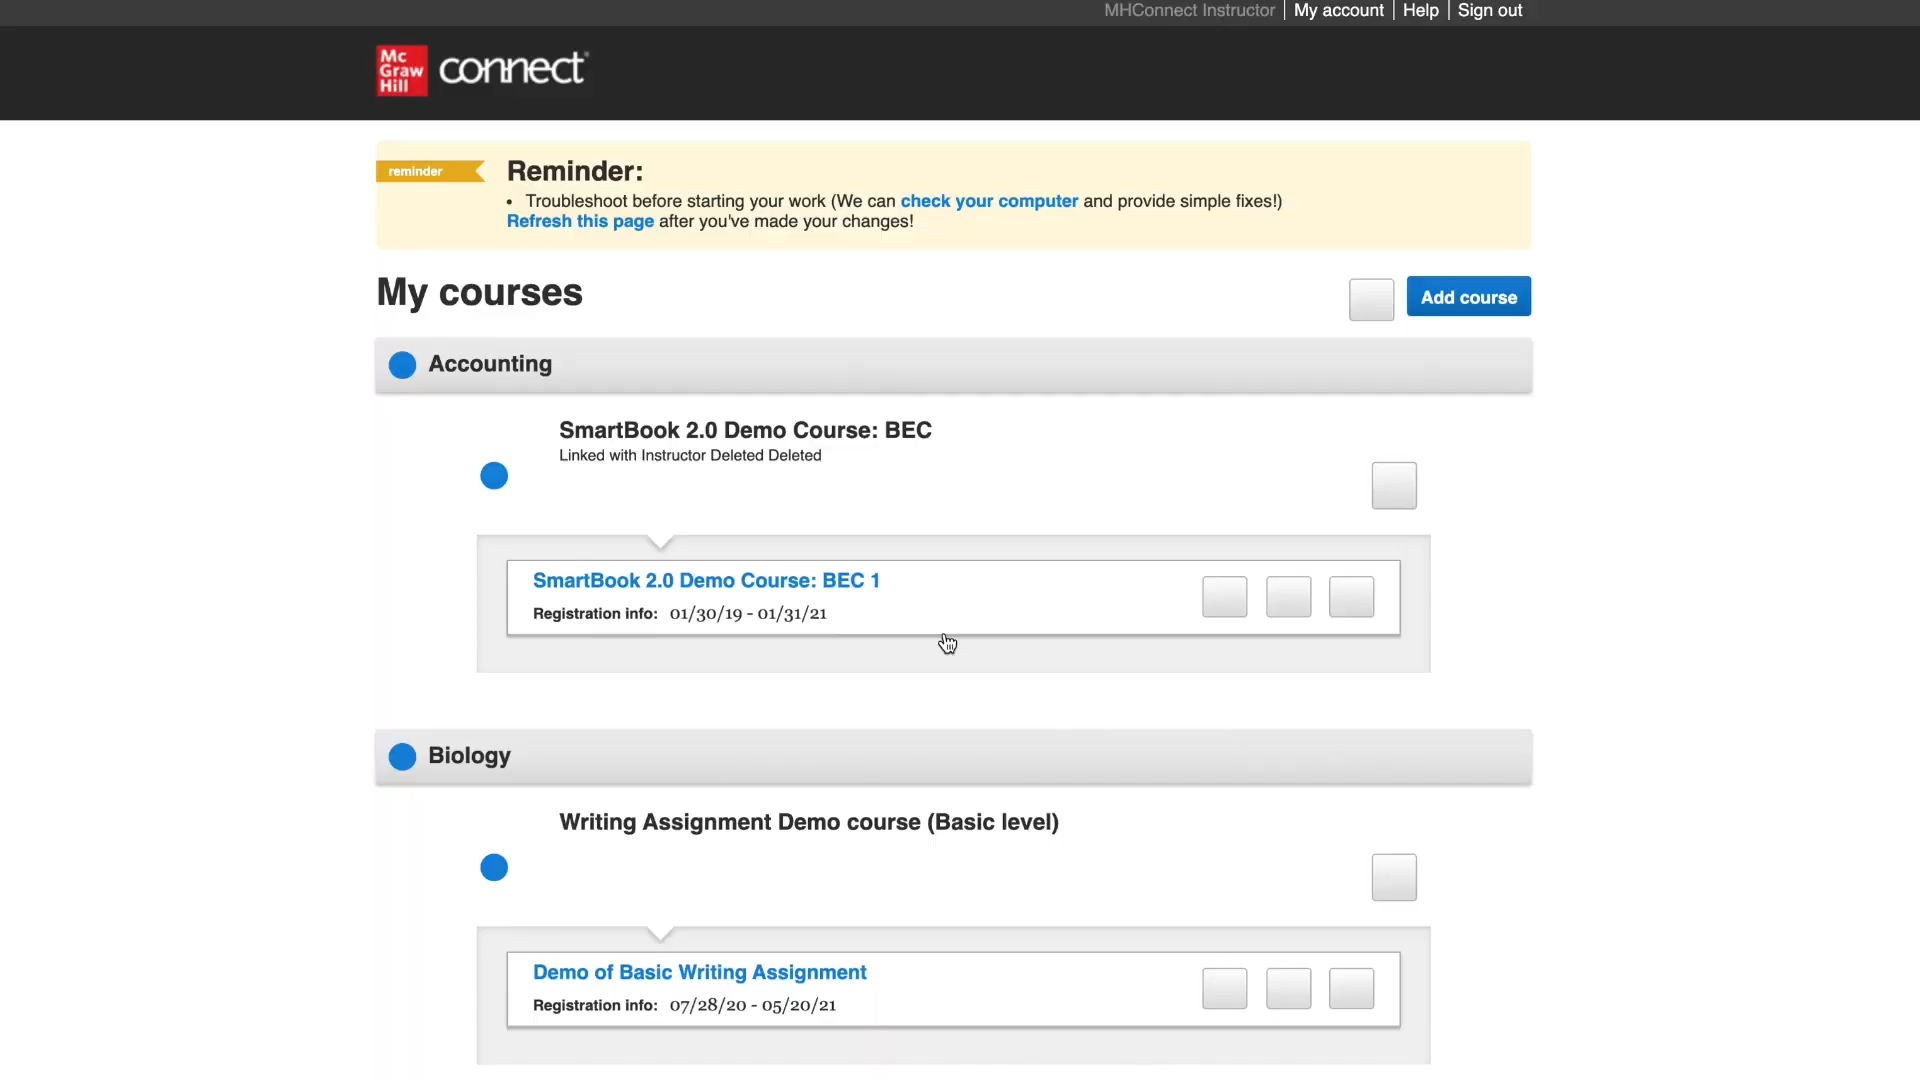 MHConnect Instructor My account Help Sign out
Mc
Graw
Hill
connect
reminder
Reminder:
• Troubleshoot before starting your work (We can check your computer and provide simple fixes!)
Refresh this page after you've made your changes!
My courses
Add course
Accounting
SmartBook 2.0 Demo Course: BEC
Linked with Instructor Deleted Deleted
SmartBook 2.0 Demo Course: BEC 1
Registration info: 01/30/19 - 01/31/21
Biology
Writing Assignment Demo course (Basic level)
Demo of Basic Writing Assignment
Registration info: 07/28/20 - 05/20/21